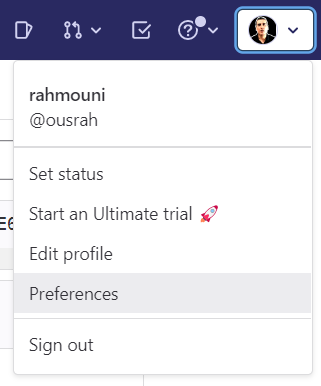 rahmouni
@ousrah
Set status
Start an Ultimate trial 🚀
Edit profile
Preferences
Sign out